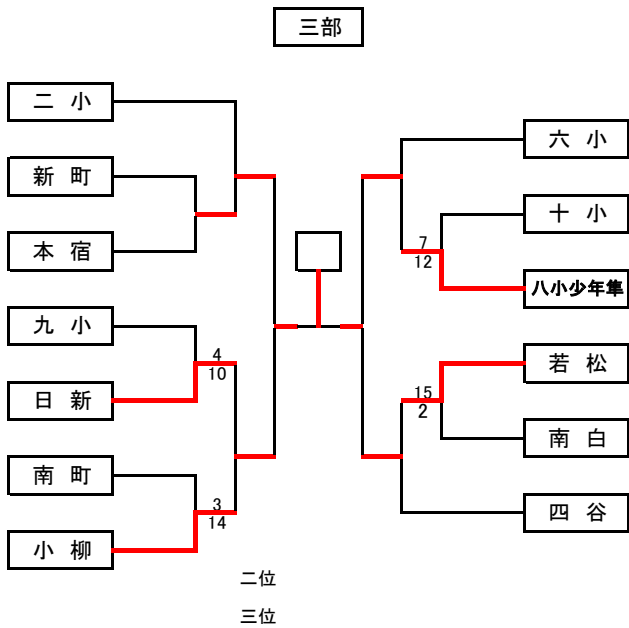 三部
二 小
新 町
本 宿
九 小
日 新
南 町
小 柳
4
10
3
14
六 小
十 小
八小少年隼
若 松
南 白
四 谷
7
12
15
2
二位
三位